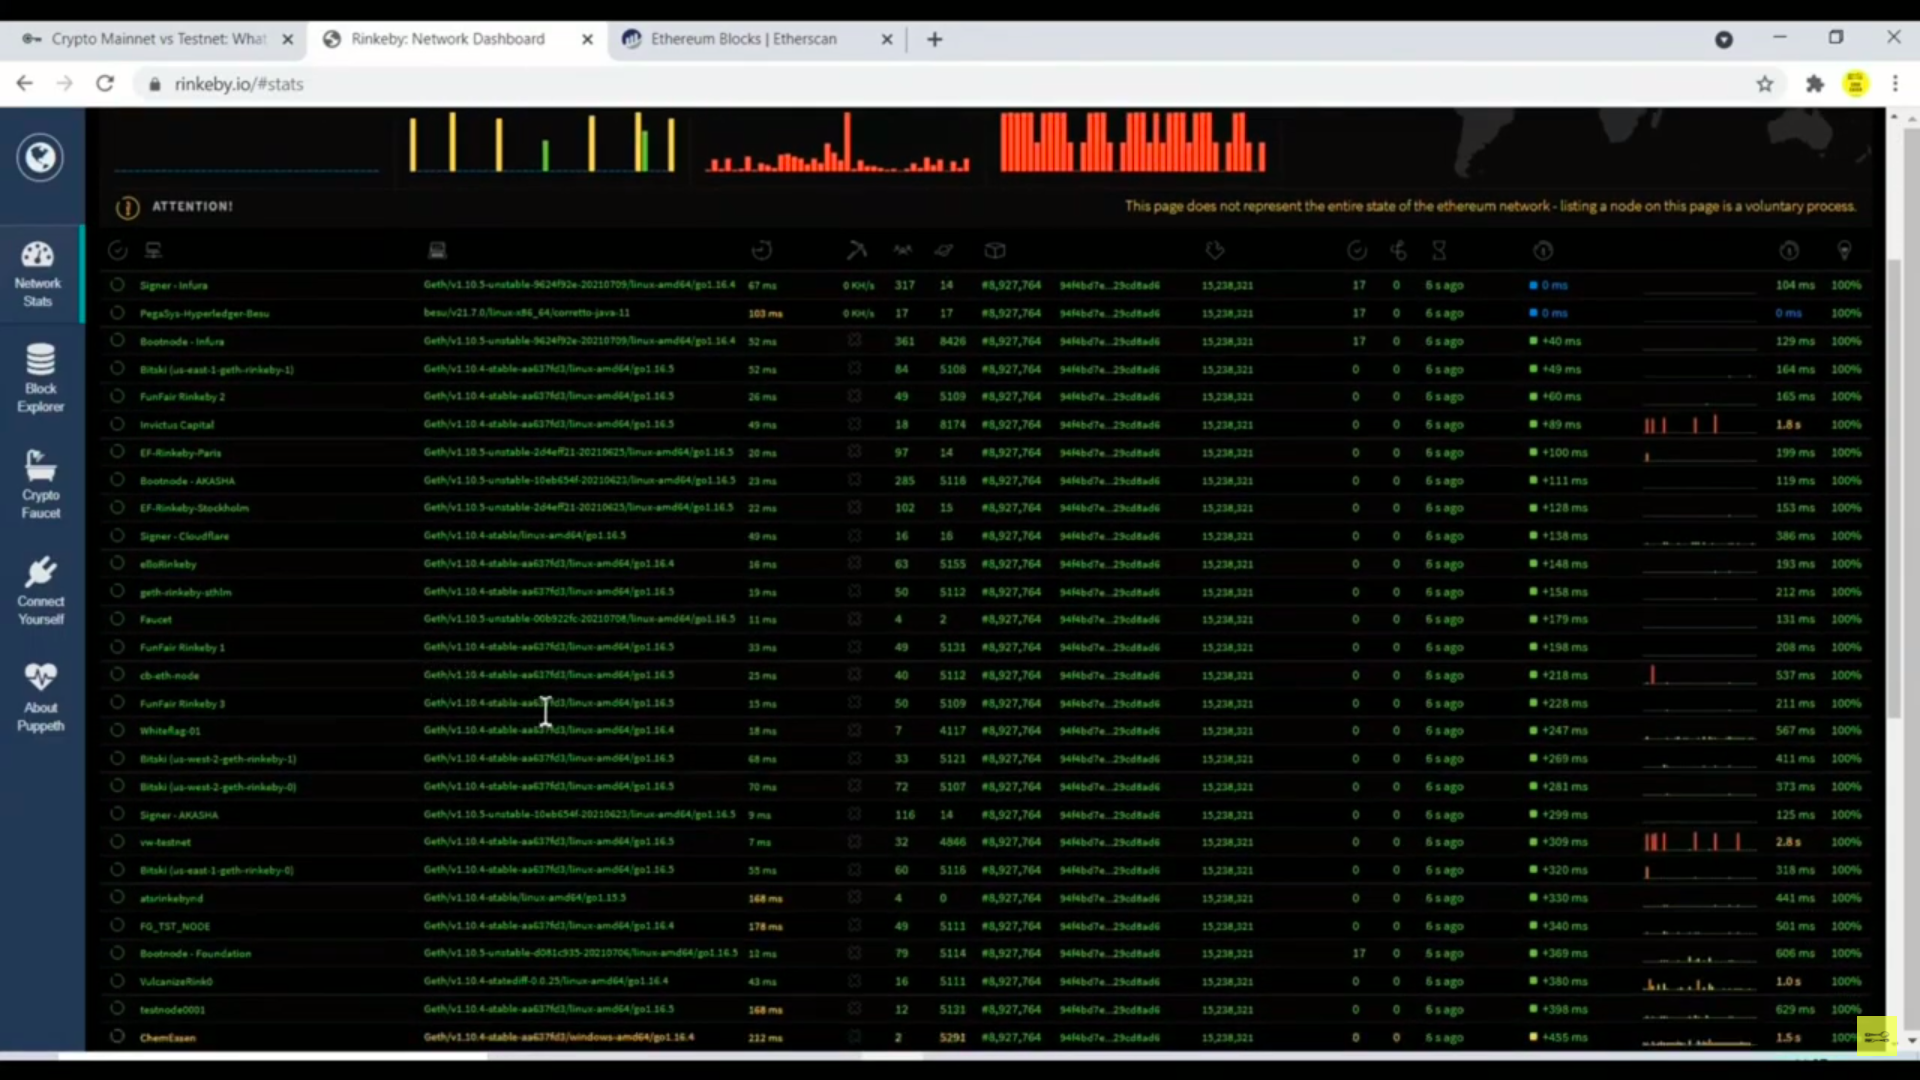 Crypto Mainnet vs Testnet: What
Rinkeby: Network Dashboard
Ethereum Blocks | Etherscan
rinkeby.io/#stats
Network Stats
Block Explorer
Crypto Faucet
Connect Yourself
About Puppeth
ATTENTION! This page does not represent the entire state of the ethereum network - listing a node on this page is a voluntary process.
Signer - Infura Geth/v1.10.5-unstable-9624f92e-20210709/linux-amd64/go1.16.4 67 ms 0 KH/s 317 14 #8,927,764 94f4bd7e...29cd8ad6 15,238,321 17 0 6 s ago 0 ms 104 ms 100%
PegaSys-Hyperledger-Besu besu/v21.7.0/linux-x86_64/corretto-java-11 103 ms 0 KH/s 17 17 #8,927,764 94f4bd7e...29cd8ad6 15,238,321 17 0 6 s ago 0 ms 0 ms 100%
Bootnode - Infura Geth/v1.10.5-unstable-9624f92e-20210709/linux-amd64/go1.16.4 52 ms 361 8426 #8,927,764 94f4bd7e...29cd8ad6 15,238,321 17 0 6 s ago +40 ms 129 ms 100%
Bitski (us-east-1-geth-rinkeby-1) Geth/v1.10.4-stable-aa637fd3/linux-amd64/go1.16.5 52 ms 84 5108 #8,927,764 94f4bd7e...29cd8ad6 15,238,321 0 0 6 s ago +49 ms 164 ms 100%
FunFair Rinkeby 2 Geth/v1.10.4-stable-aa637fd3/linux-amd64/go1.16.5 26 ms 49 5109 #8,927,764 94f4bd7e...29cd8ad6 15,238,321 0 0 6 s ago +60 ms 165 ms 100%
Invictus Capital Geth/v1.10.4-stable-aa637fd3/linux-amd64/go1.16.5 49 ms 18 8174 #8,927,764 94f4bd7e...29cd8ad6 15,238,321 0 0 6 s ago +89 ms 1.8 s 100%
EF-Rinkeby-Paris Geth/v1.10.5-unstable-2d4eff21-20210625/linux-amd64/go1.16.5 20 ms 97 14 #8,927,764 94f4bd7e...29cd8ad6 15,238,321 0 0 6 s ago +100 ms 199 ms 100%
Bootnode - AKASHA Geth/v1.10.5-unstable-10eb654f-20210623/linux-amd64/go1.16.5 23 ms 285 5118 #8,927,764 94f4bd7e...29cd8ad6 15,238,321 0 0 6 s ago +111 ms 119 ms 100%
EF-Rinkeby-Stockholm Geth/v1.10.5-unstable-2d4eff21-20210625/linux-amd64/go1.16.5 22 ms 102 15 #8,927,764 94f4bd7e...29cd8ad6 15,238,321 0 0 6 s ago +128 ms 153 ms 100%
Signer - Cloudflare Geth/v1.10.4-stable/linux-amd64/go1.16.5 49 ms 16 16 #8,927,764 94f4bd7e...29cd8ad6 15,238,321 0 0 6 s ago +138 ms 386 ms 100%
elloRinkeby Geth/v1.10.4-stable-aa637fd3/linux-amd64/go1.16.4 16 ms 63 5155 #8,927,764 94f4bd7e...29cd8ad6 15,238,321 0 0 6 s ago +148 ms 193 ms 100%
geth-rinkeby-sthlm Geth/v1.10.4-stable-aa637fd3/linux-amd64/go1.16.5 19 ms 50 5112 #8,927,764 94f4bd7e...29cd8ad6 15,238,321 0 0 6 s ago +158 ms 212 ms 100%
Faucet Geth/v1.10.5-unstable-00b922fc-20210708/linux-amd64/go1.16.5 11 ms 4 2 #8,927,764 94f4bd7e...29cd8ad6 15,238,321 0 0 6 s ago +179 ms 131 ms 100%
FunFair Rinkeby 1 Geth/v1.10.4-stable-aa637fd3/linux-amd64/go1.16.5 33 ms 49 5131 #8,927,764 94f4bd7e...29cd8ad6 15,238,321 0 0 6 s ago +198 ms 208 ms 100%
cb-eth-node Geth/v1.10.4-stable-aa637fd3/linux-amd64/go1.16.5 25 ms 40 5112 #8,927,764 94f4bd7e...29cd8ad6 15,238,321 0 0 6 s ago +218 ms 537 ms 100%
FunFair Rinkeby 3 Geth/v1.10.4-stable-aa637fd3/linux-amd64/go1.16.5 15 ms 50 5109 #8,927,764 94f4bd7e...29cd8ad6 15,238,321 0 0 6 s ago +228 ms 211 ms 100%
Whiteflag-01 Geth/v1.10.4-stable-aa637fd3/linux-amd64/go1.16.4 18 ms 7 4117 #8,927,764 94f4bd7e...29cd8ad6 15,238,321 0 0 6 s ago +247 ms 567 ms 100%
Bitski (us-west-2-geth-rinkeby-1) Geth/v1.10.4-stable-aa637fd3/linux-amd64/go1.16.5 68 ms 33 5121 #8,927,764 94f4bd7e...29cd8ad6 15,238,321 0 0 6 s ago +269 ms 411 ms 100%
Bitski (us-west-2-geth-rinkeby-0) Geth/v1.10.4-stable-aa637fd3/linux-amd64/go1.16.5 70 ms 72 5107 #8,927,764 94f4bd7e...29cd8ad6 15,238,321 0 0 6 s ago +281 ms 373 ms 100%
Signer - AKASHA Geth/v1.10.5-unstable-10eb654f-20210623/linux-amd64/go1.16.5 9 ms 116 14 #8,927,764 94f4bd7e...29cd8ad6 15,238,321 0 0 6 s ago +299 ms 125 ms 100%
vw-testnet Geth/v1.10.4-stable-aa637fd3/linux-amd64/go1.16.5 7 ms 32 4846 #8,927,764 94f4bd7e...29cd8ad6 15,238,321 0 0 6 s ago +309 ms 2.8 s 100%
Bitski (us-east-1-geth-rinkeby-0) Geth/v1.10.4-stable-aa637fd3/linux-amd64/go1.16.5 55 ms 60 5116 #8,927,764 94f4bd7e...29cd8ad6 15,238,321 0 0 6 s ago +320 ms 318 ms 100%
atsrinkebynd Geth/v1.10.4-stable/linux-amd64/go1.15.5 168 ms 4 0 #8,927,764 94f4bd7e...29cd8ad6 15,238,321 0 0 6 s ago +330 ms 441 ms 100%
FG_TST_NODE Geth/v1.10.4-stable-aa637fd3/linux-amd64/go1.16.4 178 ms 49 5111 #8,927,764 94f4bd7e...29cd8ad6 15,238,321 0 0 6 s ago +340 ms 501 ms 100%
Bootnode - Foundation Geth/v1.10.5-unstable-d081c935-20210706/linux-amd64/go1.16.5 12 ms 79 5114 #8,927,764 94f4bd7e...29cd8ad6 15,238,321 17 0 6 s ago +369 ms 606 ms 100%
VulcanizeRink0 Geth/v1.10.4-statediff-0.0.25/linux-amd64/go1.16.4 43 ms 16 5111 #8,927,764 94f4bd7e...29cd8ad6 15,238,321 0 0 6 s ago +380 ms 1.0 s 100%
testnode0001 Geth/v1.10.4-stable-aa637fd3/linux-amd64/go1.16.5 168 ms 12 5121 #8,927,764 94f4bd7e...29cd8ad6 15,238,321 0 0 6 s ago +398 ms 629 ms 100%
ChemEssen Geth/v1.10.4-stable-aa637fd3/windows-amd64/go1.16.4 212 ms 2 5291 #8,927,764 94f4bd7e...29cd8ad6 15,238,321 0 0 6 s ago +455 ms 1.5 s 100%